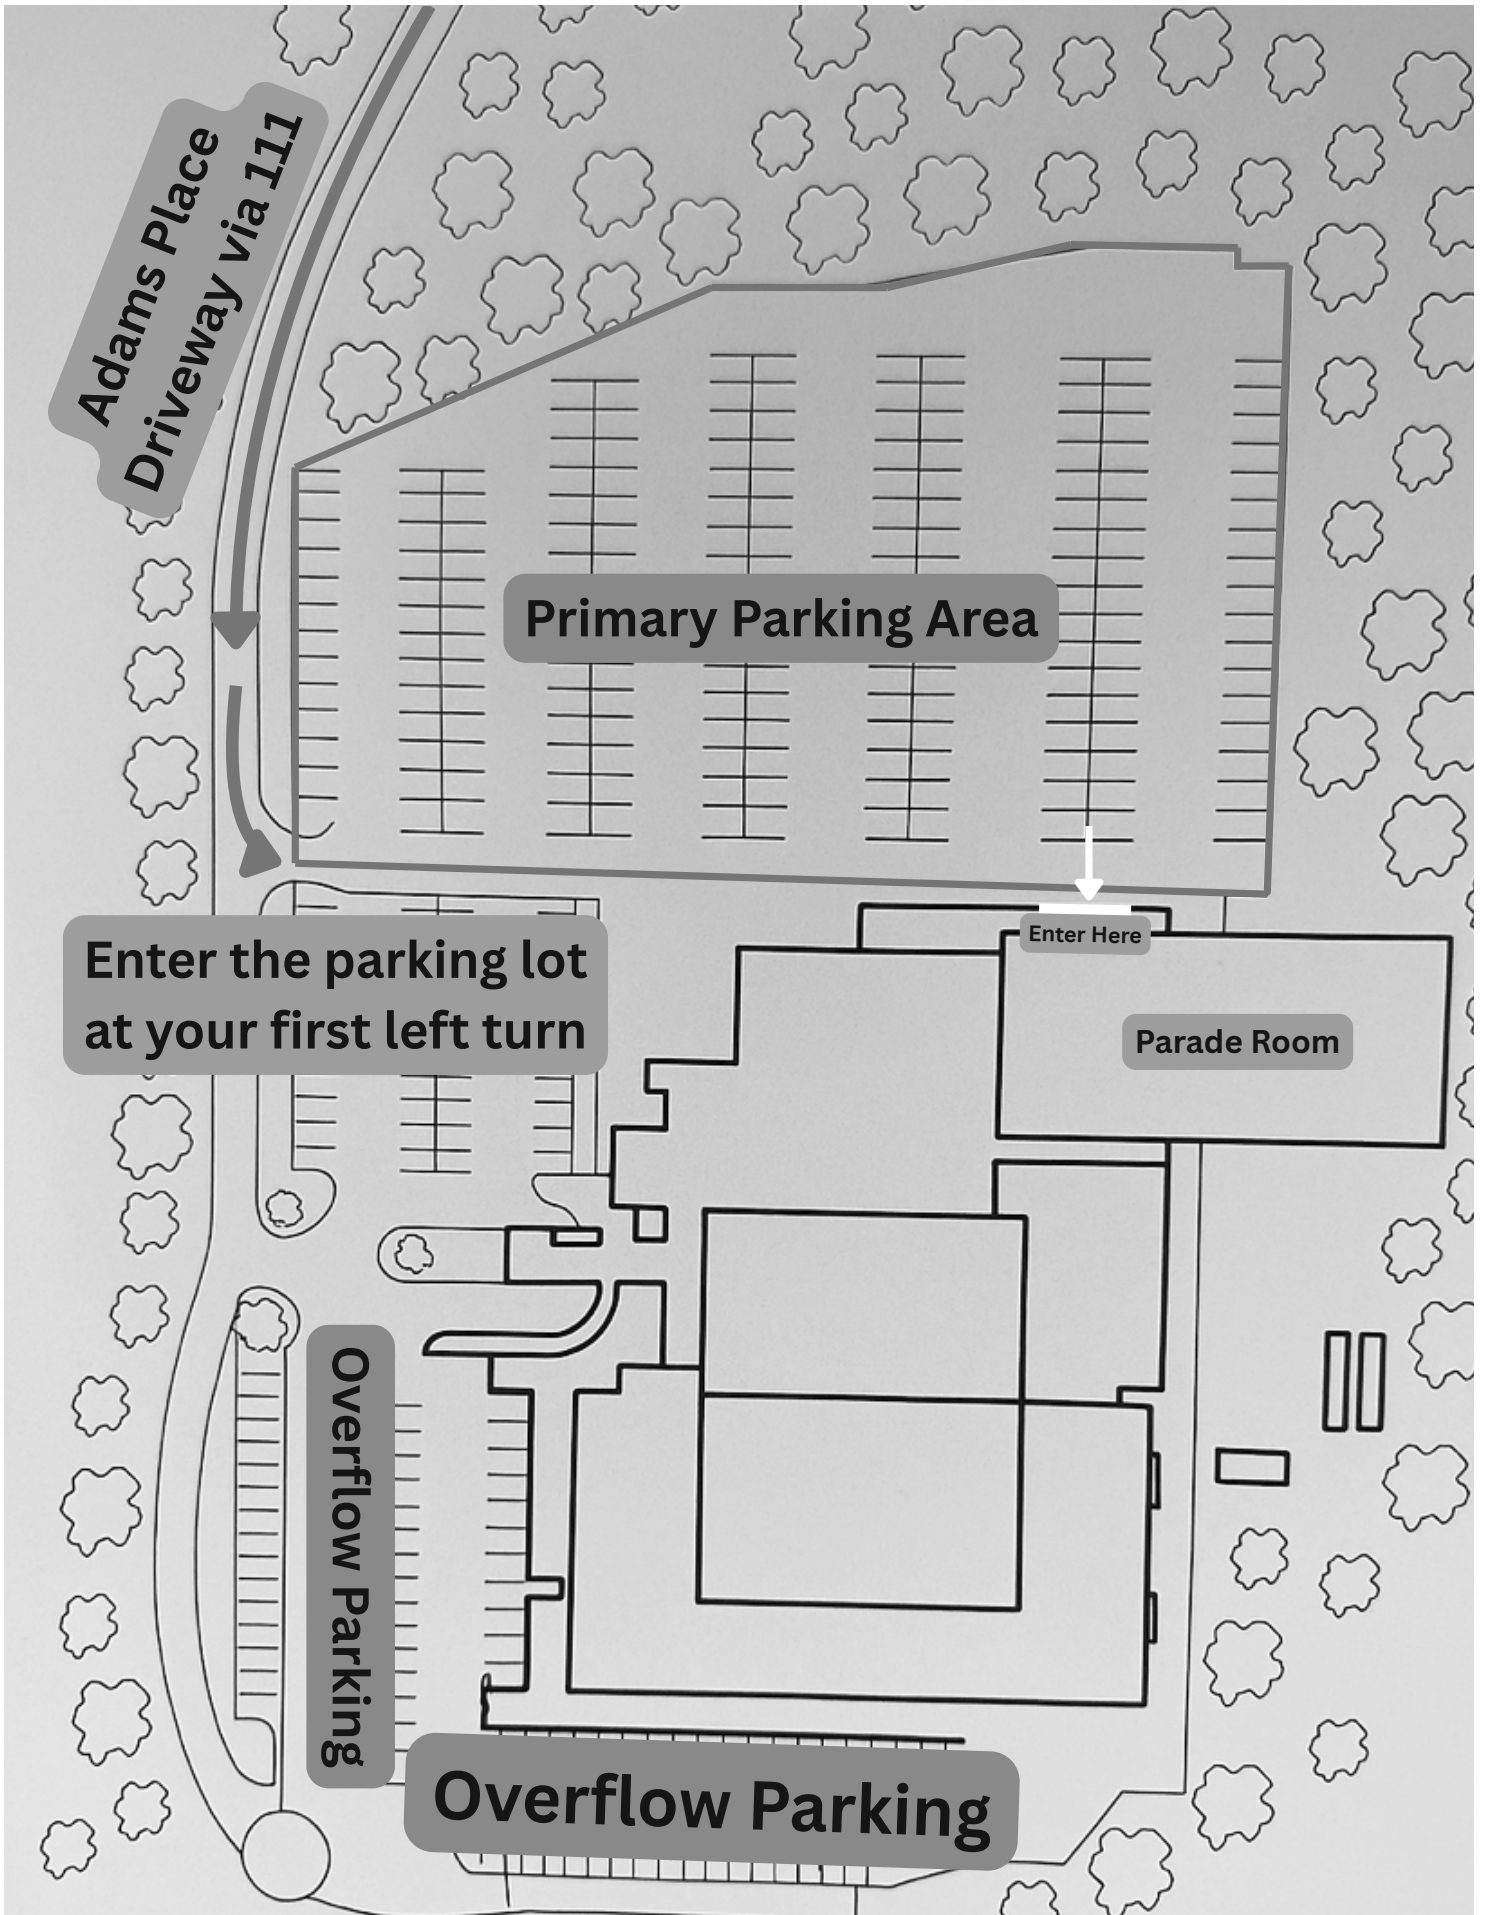 Adams Place
Driveway via 111
Primary Parking Area
Enter Here
Enter the parking lot
at your first left turn
Parade Room
Overflow Parking
Overflow Parking